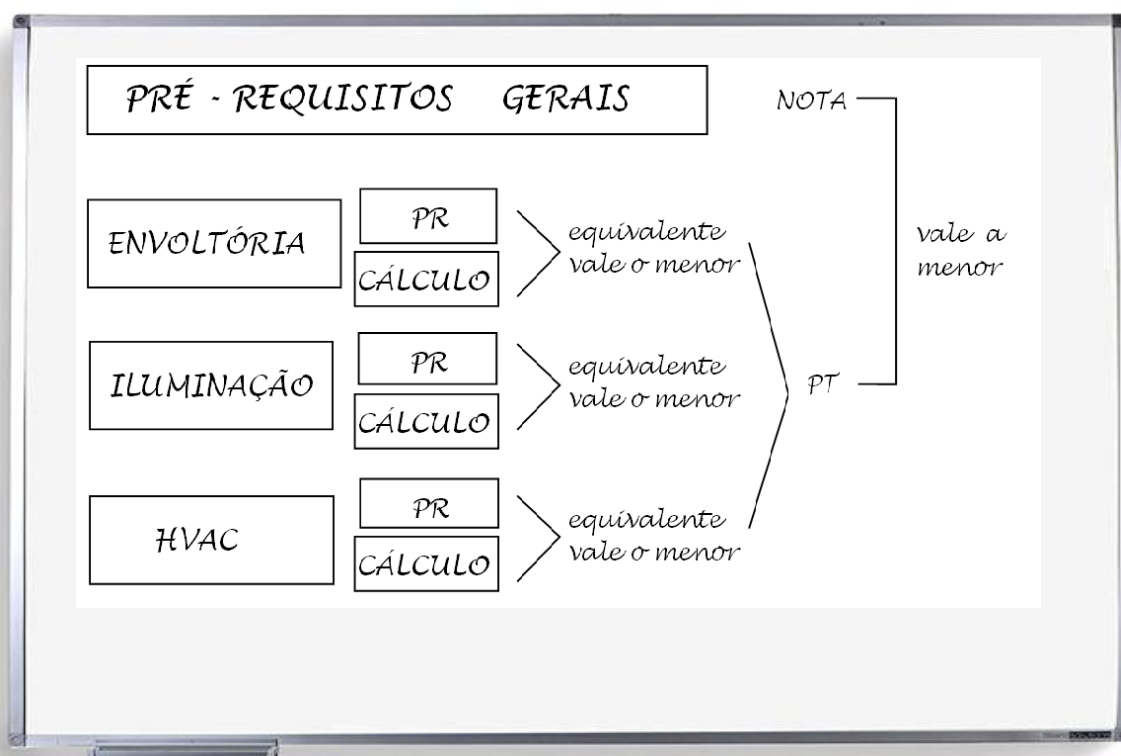 PRÉ - REQUISITOS GERAIS
NOTA
ENVOLTÓRIA
PR
CÁLCULO
equivalente
vale o menor
vale a
menor
ILUMINAÇÃO
PR
CÁLCULO
equivalente
vale o menor
PT
HVAC
PR
CÁLCULO
equivalente
vale o menor